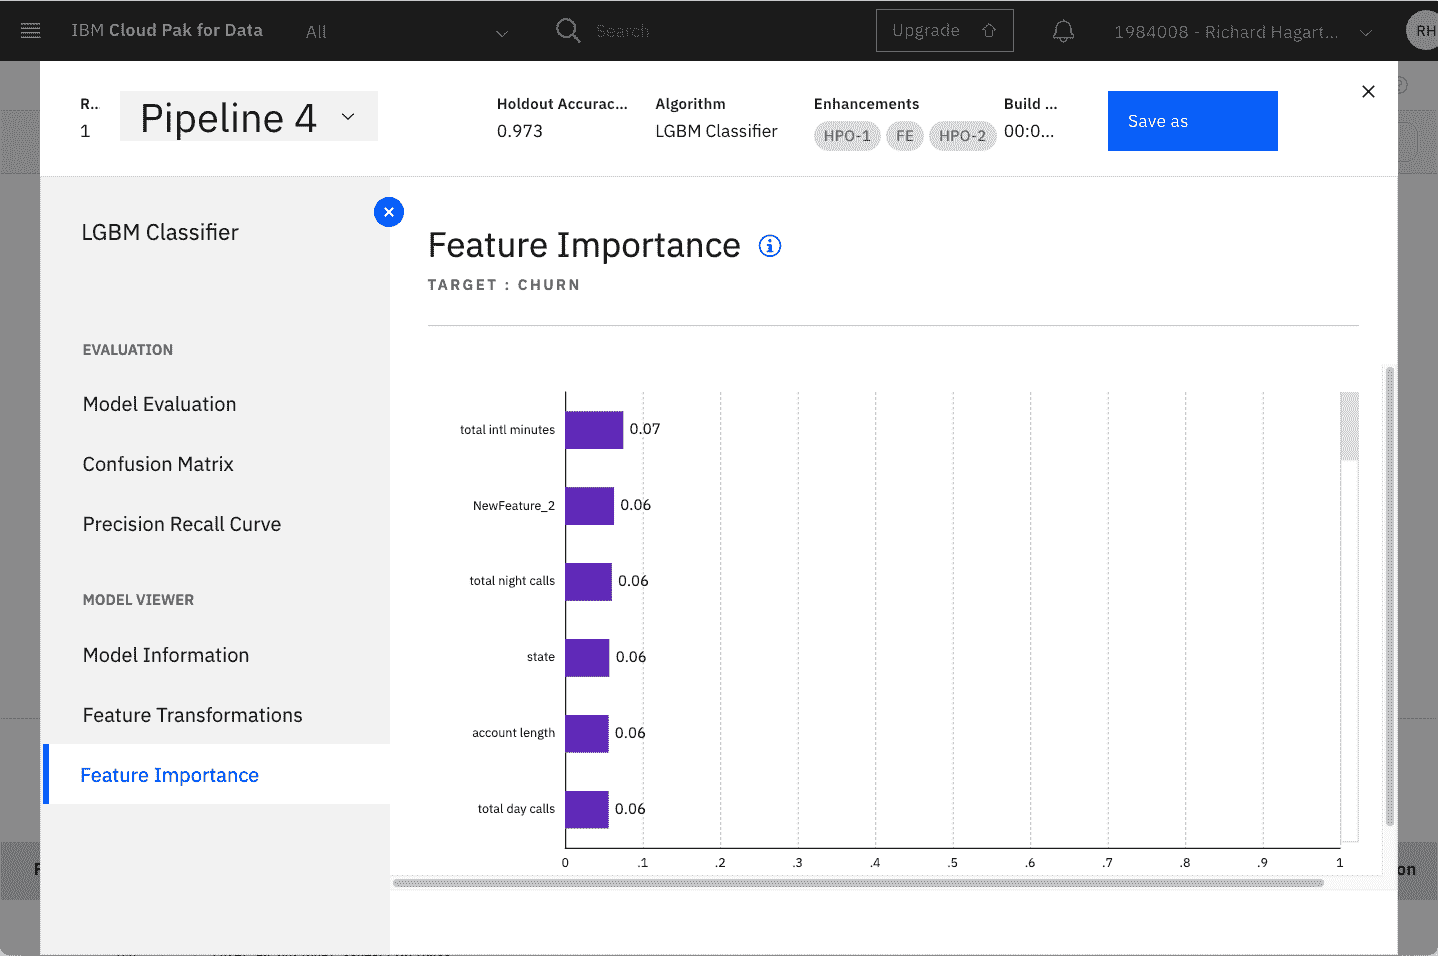 IBM Cloud Pak for Data
All
Search
Upgrade
1984008 - Richard Hagart...
RH
R..
1
Pipeline 4
Holdout Accurac...
0.973
Algorithm
LGBM Classifier
Enhancements
HPO-1 FE HPO-2
Build ...
00:0...
Save as
LGBM Classifier
EVALUATION
Model Evaluation
Confusion Matrix
Precision Recall Curve
MODEL VIEWER
Model Information
Feature Transformations
Feature Importance
Feature Importance
TARGET : CHURN
total intl minutes 0.07
NewFeature_2 0.06
total night calls 0.06
state 0.06
account length 0.06
total day calls 0.06
0 .1 .2 .3 .4 .5 .6 .7 .8 .9 1
on